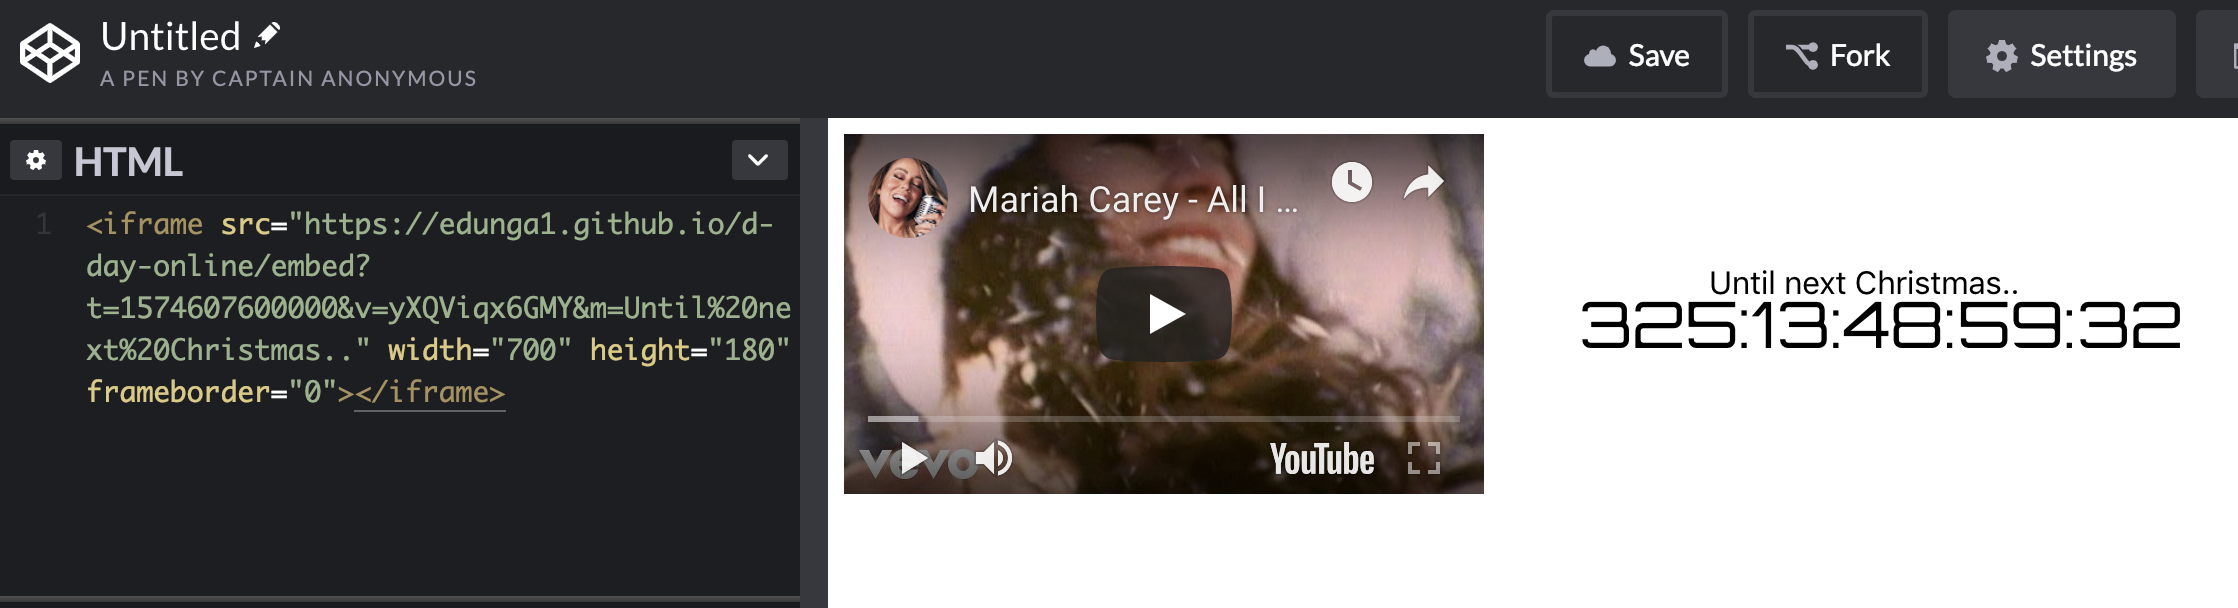 Untitled
A PEN BY CAPTAIN ANONYMOUS
Save
Fork
Settings
HTML
1
<iframe src="https://edunga1.github.io/d-
day-online/embed?
t=1574607600000&v=yXQViqx6GMY&m=Until%20ne
xt%20Christmas.." width="700" height="180"
frameborder="0"></iframe>
Mariah Carey - All I ...
vevo
YouTube
Until next Christmas..
325:13:48:59:32